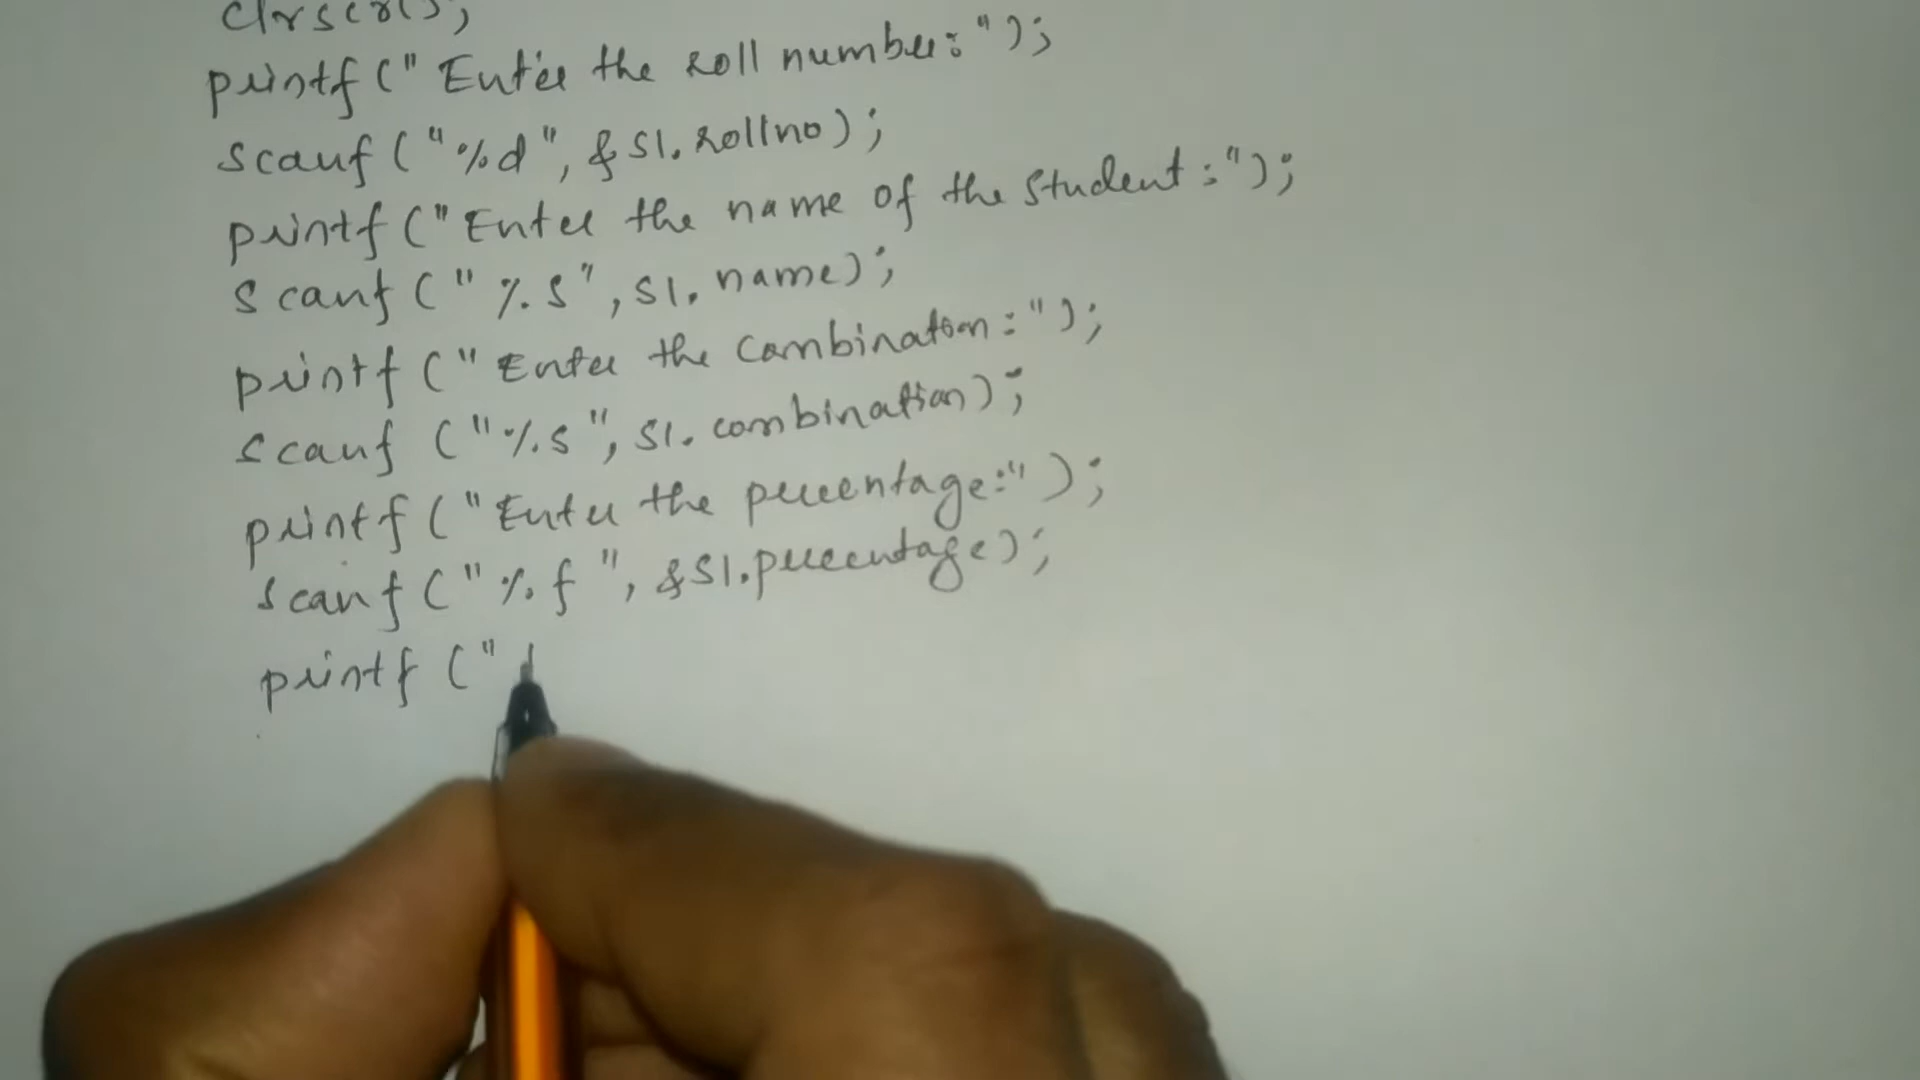 clrscr();
printf(" Enter the roll number: ");
scanf ("%d", &s1.rollno);
printf ("Enter the name of the student : ");
scanf (" %s", s1. name);
printf (" Enter the combination : ");
scanf ("%s", s1. combination);
printf ("Enter the percentage:");
scanf (" %f ", &s1.percentage);
printf ("